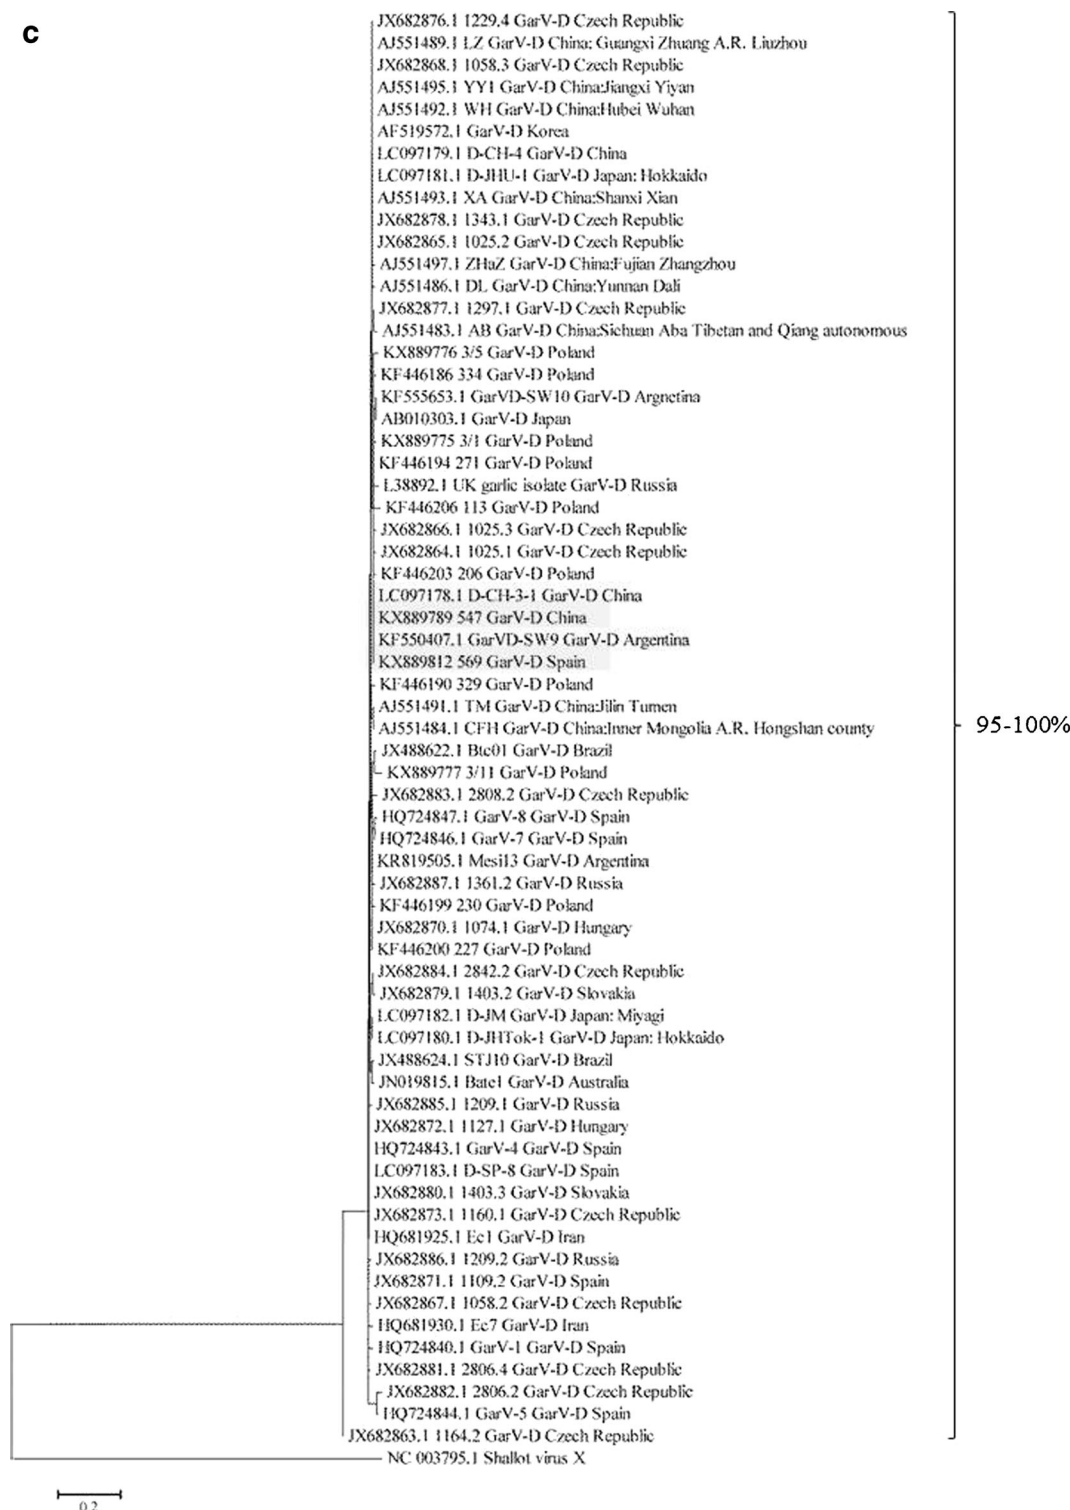 c
JX682876.1 1229.4 GarV-D Czech Republic
AJ551489.1 LZ GarV-D China: Guangxi Zhuang A.R. Liuzhou
JX682868.1 1058.3 GarV-D Czech Republic
AJ551495.1 YY1 GarV-D China:Jiangxi Yiyan
AJ551492.1 WH GarV-D China:Hubei Wuhan
AF519572.1 GarV-D Korea
LC097179.1 D-CH-4 GarV-D China
LC097181.1 D-JHU-1 GarV-D Japan: Hokkaido
AJ551493.1 XA GarV-D China:Shanxi Xian
JX682878.1 1343.1 GarV-D Czech Republic
JX682865.1 1025.2 GarV-D Czech Republic
AJ551497.1 ZHaZ GarV-D China:Fujian Zhangzhou
AJ551486.1 DL GarV-D China:Yunnan Dali
JX682877.1 1297.1 GarV-D Czech Republic
AJ551483.1 AB GarV-D China:Sichuan Aba Tibetan and Qiang autonomous
KX889776 3/5 GarV-D Poland
KF446186 334 GarV-D Poland
KF555653.1 GarVD-SW10 GarV-D Argnetina
AB010303.1 GarV-D Japan
KX889775 3/1 GarV-D Poland
KF446194 271 GarV-D Poland
L38892.1 UK garlic isolate GarV-D Russia
KF446206 113 GarV-D Poland
JX682866.1 1025.3 GarV-D Czech Republic
JX682864.1 1025.1 GarV-D Czech Republic
KF446203 206 GarV-D Poland
LC097178.1 D-CH-3-1 GarV-D China
KX889789 547 GarV-D China
KF550407.1 GarVD-SW9 GarV-D Argentina
KX889812 569 GarV-D Spain
KF446190 329 GarV-D Poland
AJ551491.1 TM GarV-D China:Jilin Tumen
AJ551484.1 CFH GarV-D China:Inner Mongolia A.R. Hongshan county
95-100%
JX488622.1 Btc01 GarV-D Brazil
KX889777 3/11 GarV-D Poland
JX682883.1 2808.2 GarV-D Czech Republic
HQ724847.1 GarV-8 GarV-D Spain
HQ724846.1 GarV-7 GarV-D Spain
KR819505.1 Mesi13 GarV-D Argentina
JX682887.1 1361.2 GarV-D Russia
KF446199 230 GarV-D Poland
JX682870.1 1074.1 GarV-D Hungary
KF446200 227 GarV-D Poland
JX682884.1 2842.2 GarV-D Czech Republic
JX682879.1 1403.2 GarV-D Slovakia
LC097182.1 D-JM GarV-D Japan: Miyagi
LC097180.1 D-JHTok-1 GarV-D Japan: Hokkaido
JX488624.1 STJ10 GarV-D Brazil
JN019815.1 Bate1 GarV-D Australia
JX682885.1 1209.1 GarV-D Russia
JX682872.1 1127.1 GarV-D Hungary
HQ724843.1 GarV-4 GarV-D Spain
LC097183.1 D-SP-8 GarV-D Spain
JX682880.1 1403.3 GarV-D Slovakia
JX682873.1 1160.1 GarV-D Czech Republic
HQ681925.1 Ec1 GarV-D Iran
JX682886.1 1209.2 GarV-D Russia
JX682871.1 1109.2 GarV-D Spain
JX682867.1 1058.2 GarV-D Czech Republic
HQ681930.1 Ec7 GarV-D Iran
HQ724840.1 GarV-1 GarV-D Spain
JX682881.1 2806.4 GarV-D Czech Republic
JX682882.1 2806.2 GarV-D Czech Republic
HQ724844.1 GarV-5 GarV-D Spain
JX682863.1 1164.2 GarV-D Czech Republic
NC 003795.1 Shallot virus X
0.2